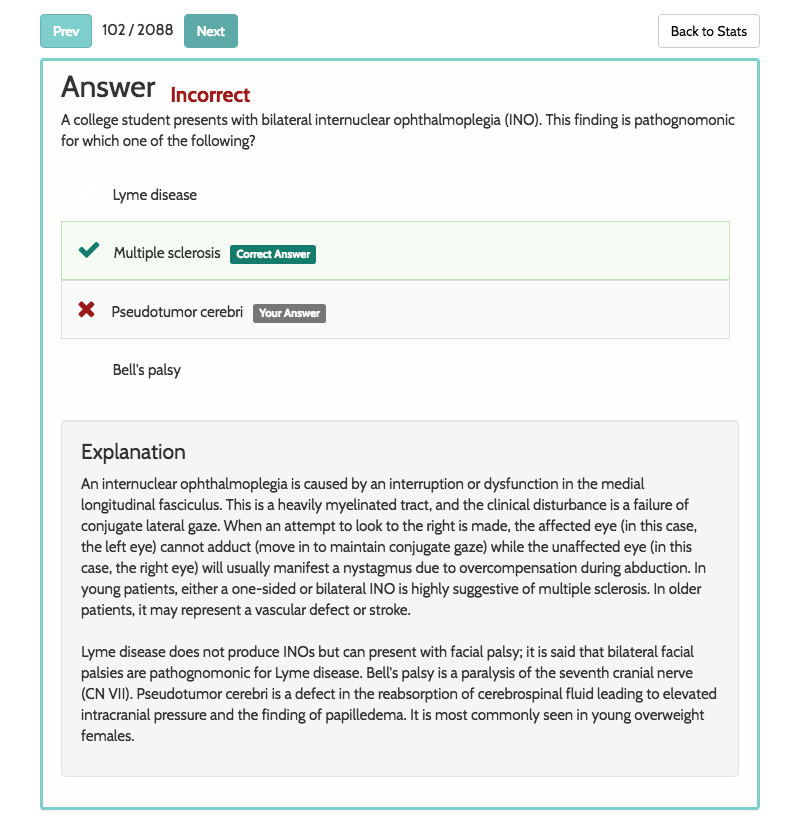 Prev 102 / 2088 Next Back to Stats
Answer Incorrect
A college student presents with bilateral internuclear ophthalmoplegia (INO). This finding is pathognomonic
for which one of the following?
Lyme disease
Multiple sclerosis Correct Answer
Pseudotumor cerebri Your Answer
Bell's palsy
Explanation
An internuclear ophthalmoplegia is caused by an interruption or dysfunction in the medial
longitudinal fasciculus. This is a heavily myelinated tract, and the clinical disturbance is a failure of
conjugate lateral gaze. When an attempt to look to the right is made, the affected eye (in this case,
the left eye) cannot adduct (move in to maintain conjugate gaze) while the unaffected eye (in this
case, the right eye) will usually manifest a nystagmus due to overcompensation during abduction. In
young patients, either a one-sided or bilateral INO is highly suggestive of multiple sclerosis. In older
patients, it may represent a vascular defect or stroke.
Lyme disease does not produce INOs but can present with facial palsy; it is said that bilateral facial
palsies are pathognomonic for Lyme disease. Bell's palsy is a paralysis of the seventh cranial nerve
(CN VII). Pseudotumor cerebri is a defect in the reabsorption of cerebrospinal fluid leading to elevated
intracranial pressure and the finding of papilledema. It is most commonly seen in young overweight
females.